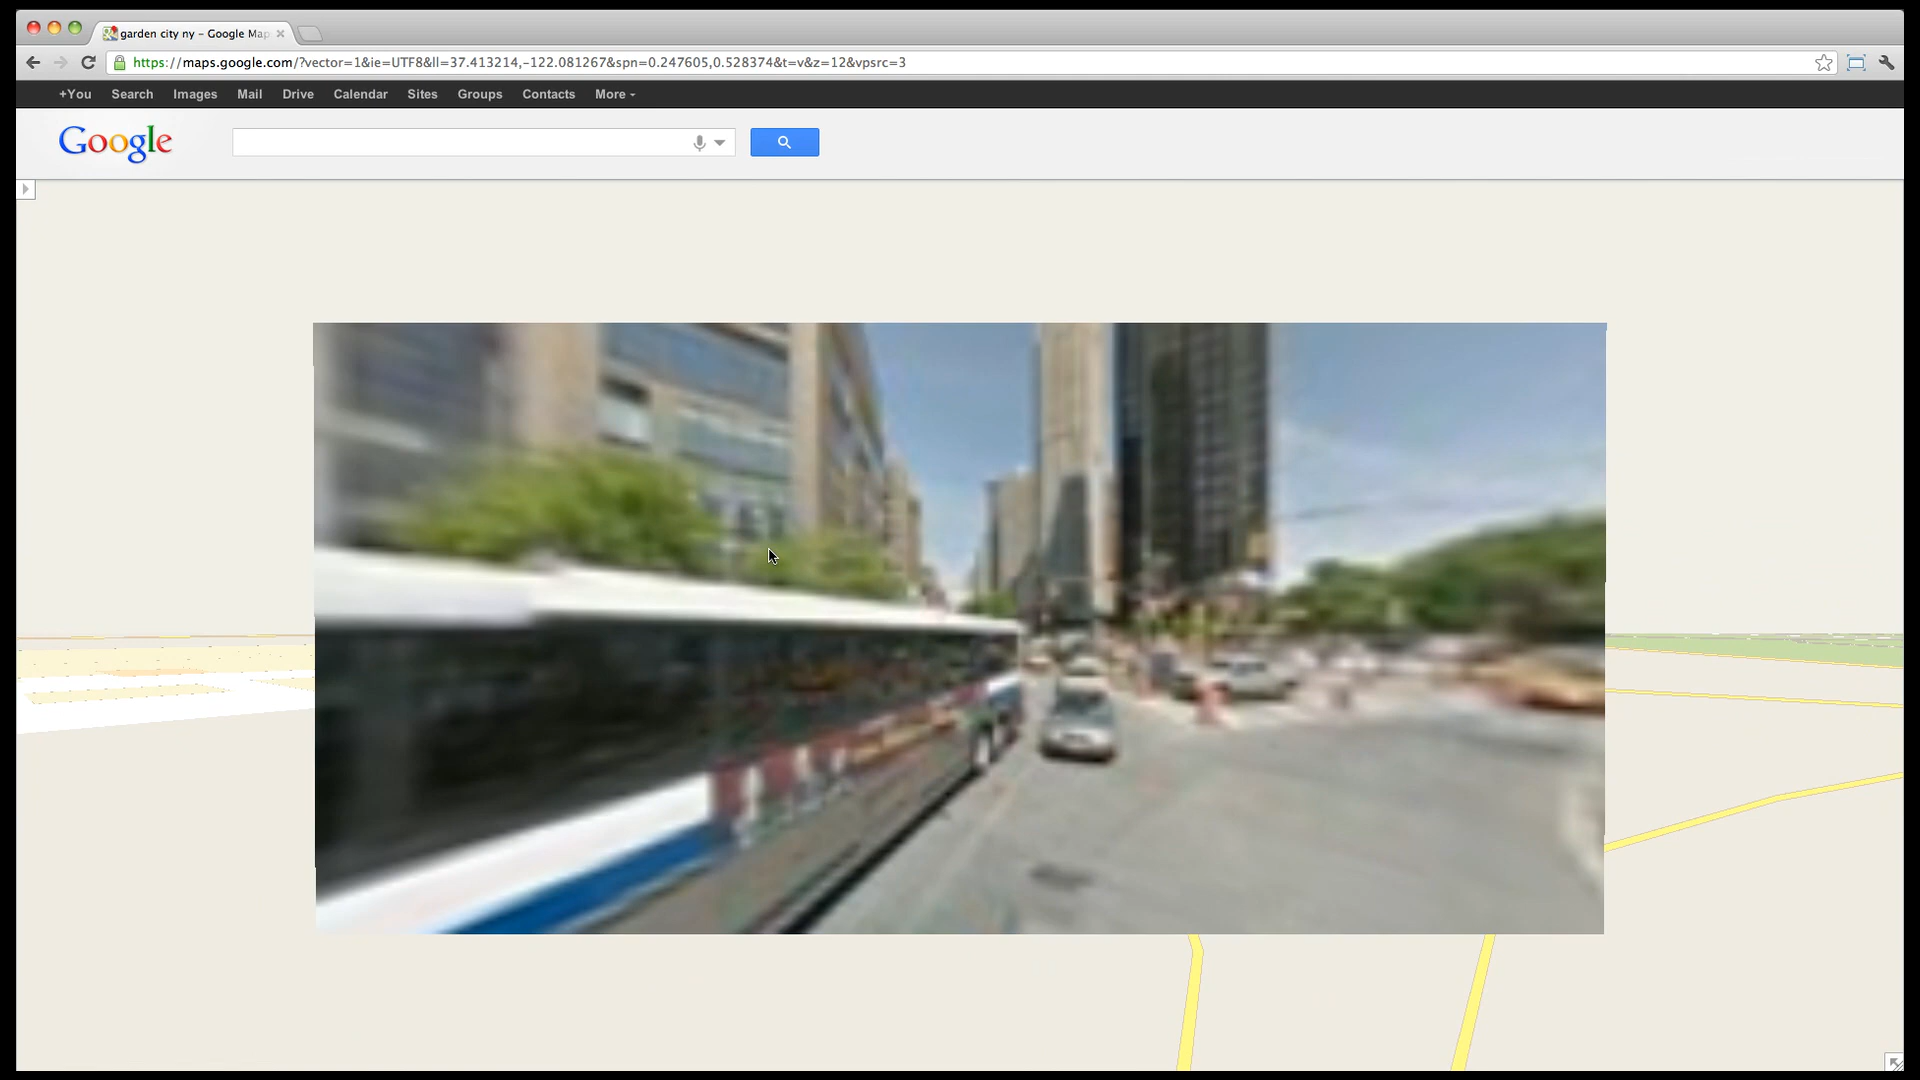 garden city ny - Google Map
https://maps.google.com/?vector=1&ie=UTF8&ll=37.413214,-122.081267&spn=0.247605,0.528374&t=v&z=12&vpsrc=3
+You Search Images Mail Drive Calendar Sites Groups Contacts More
Google